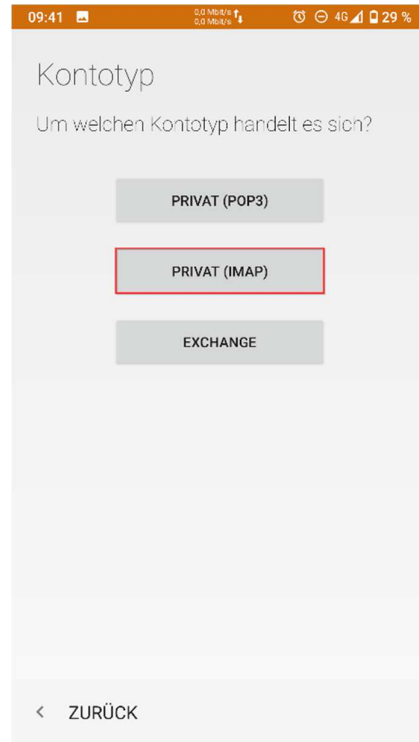 09:41 0,0 Mbit/s 4G 29 %
0,0 Mbit/s
Kontotyp
Um welchen Kontotyp handelt es sich?
PRIVAT (POP3)
PRIVAT (IMAP)
EXCHANGE
ZURÜCK